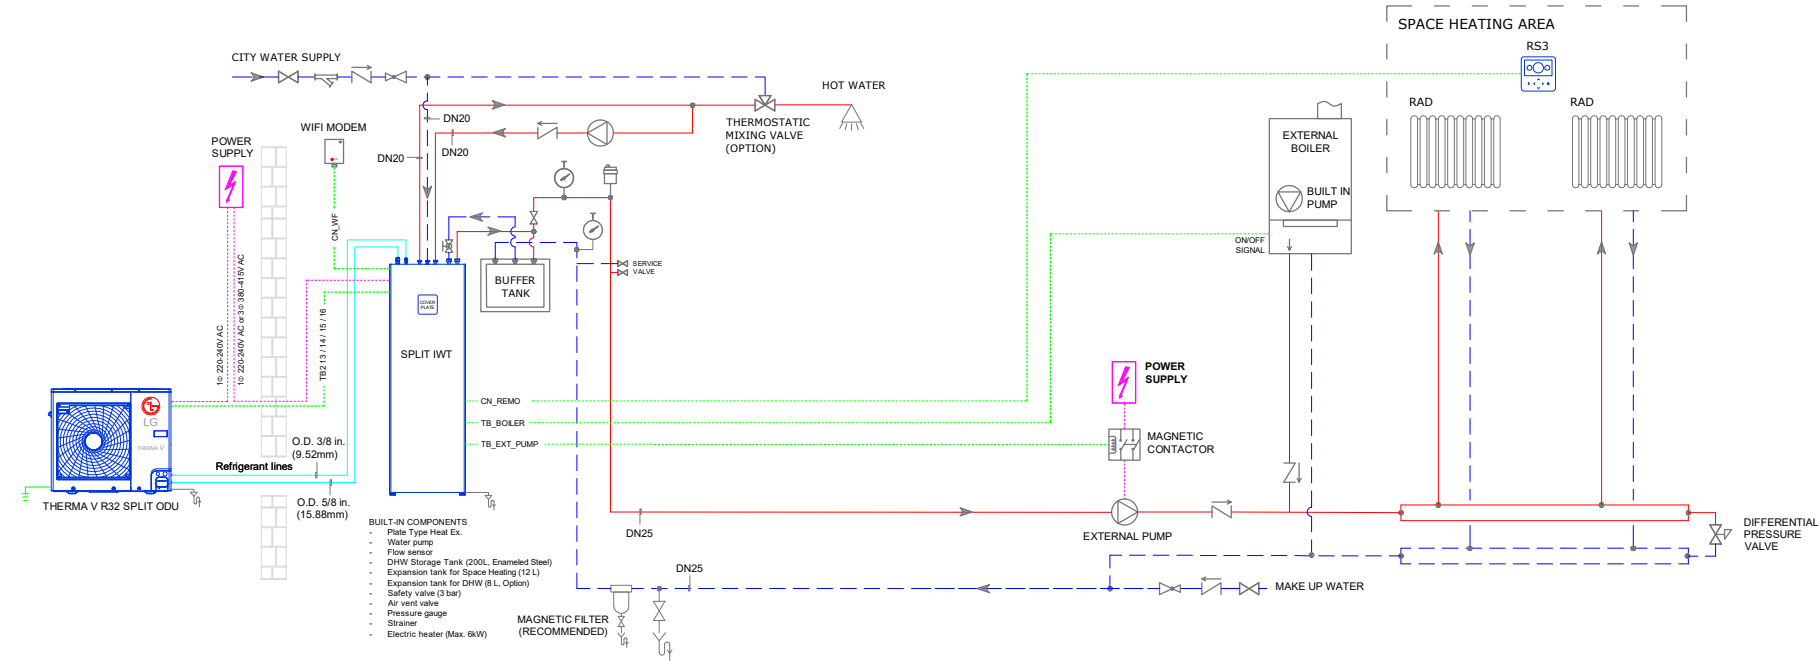 SPACE HEATING AREA
RS3
CITY WATER SUPPLY
HOT WATER
RAD
RAD
DN20
THERMOSTATIC
MIXING VALVE
(OPTION)
WIFI MODEM
EXTERNAL
BOILER
POWER
SUPPLY
DN20
DN20
BUILT IN
PUMP
CN_WF
ON/OFF
SIGNAL
SERVICE
VALVE
BUFFER
TANK
COVER
PLATE
1Φ 220-240V AC
1Φ 220-240V AC or 3Φ 380-415V AC
TB2 13 / 14 / 15 / 16
SPLIT IWT
POWER
SUPPLY
CN_REMO
TB_BOILER
TB_EXT_PUMP
MAGNETIC
CONTACTOR
LG
LG
THERMA V
O.D. 3/8 in.
(9.52mm)
Refrigerant lines
O.D. 5/8 in.
(15.88mm)
THERMA V R32 SPLIT ODU
BUILT-IN COMPONENTS
- Plate Type Heat Ex.
- Water pump
- Flow sensor
- DHW Storage Tank (200L, Enameled Steel)
- Expansion tank for Space Heating (12 L)
- Expansion tank for DHW (8 L, Option)
- Safety valve (3 bar)
- Air vent valve
- Pressure gauge
- Strainer
- Electric heater (Max. 6kW)
DN25
EXTERNAL PUMP
DIFFERENTIAL
PRESSURE
VALVE
DN25
MAKE UP WATER
MAGNETIC FILTER
(RECOMMENDED)